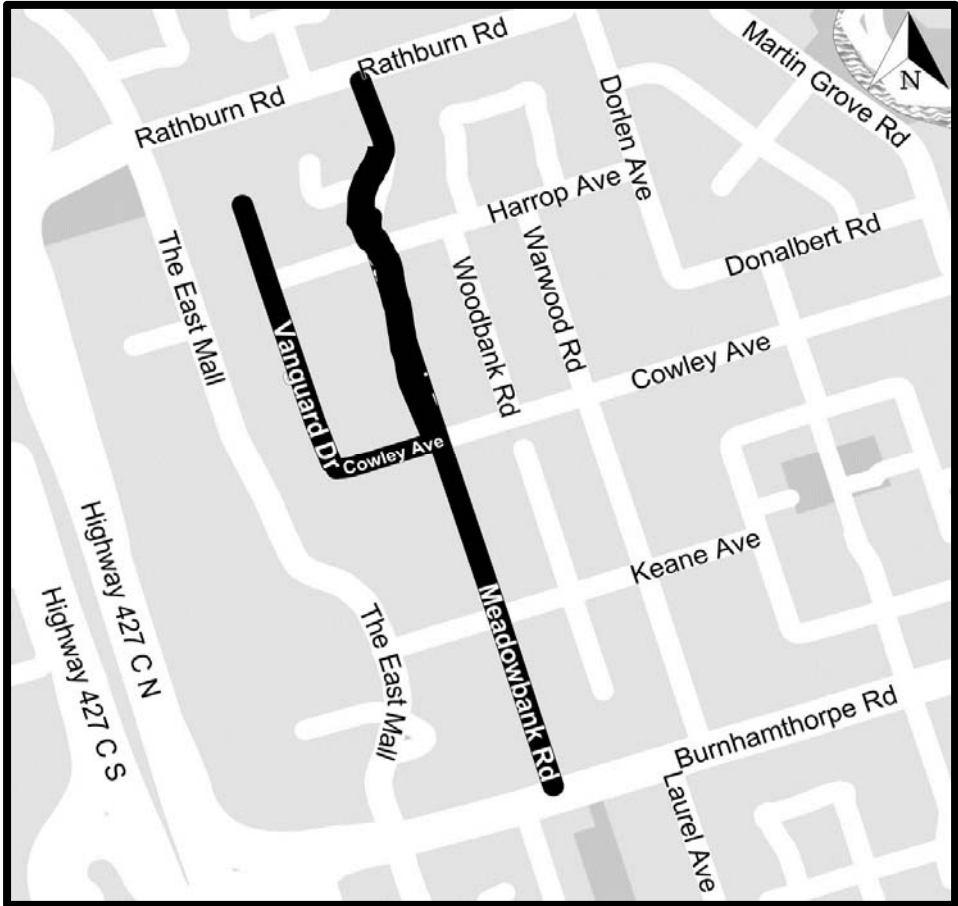 Rathburn Rd
Rathburn Rd
Martin Grove Rd
Dorlen Ave
N
Harrop Ave
Donalbert Rd
The East Mall
Woodbank Rd
Warwood Rd
Vanguard Dr
Cowley Ave
Cowley Ave
Highway 427 C N
Highway 427 C S
Keane Ave
The East Mall
Meadowbank Rd
Burnhamthorpe Rd
Laurel Ave